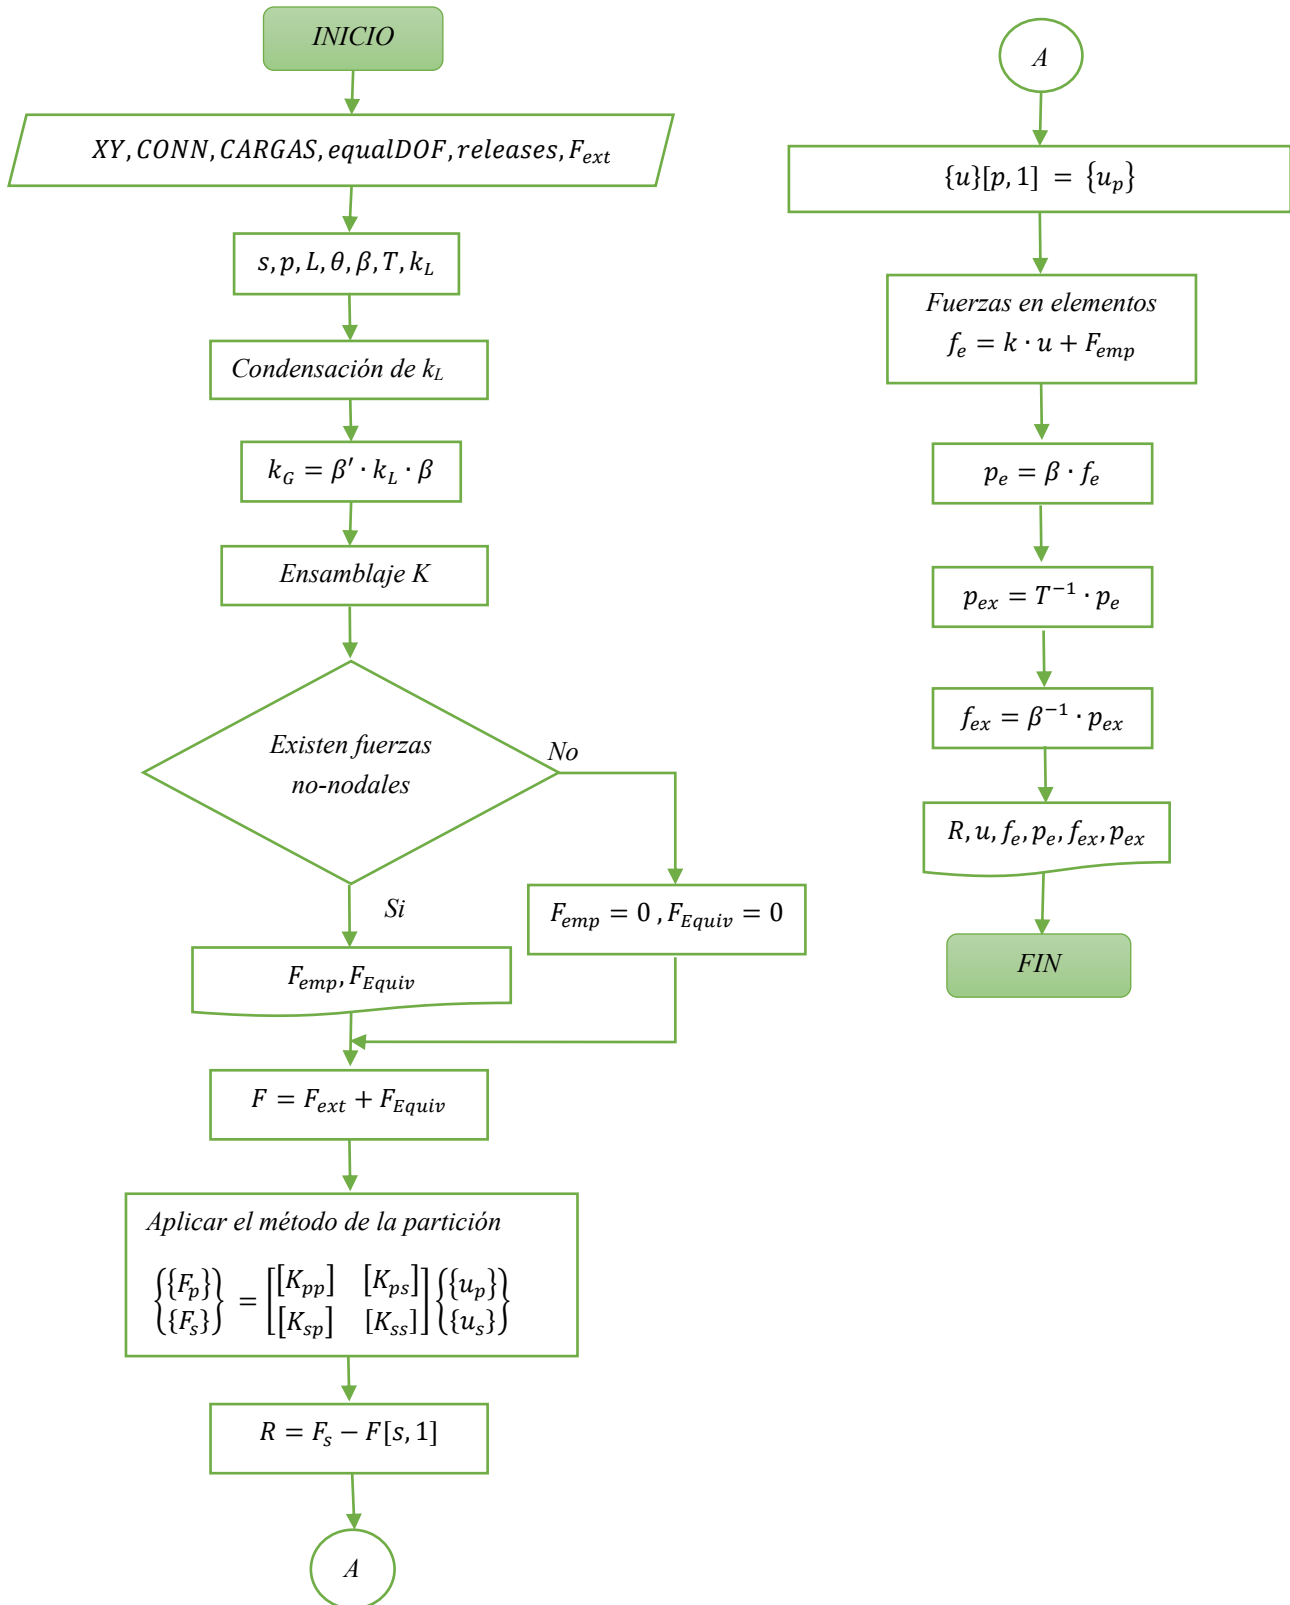 INICIO
XY, CONN, CARGAS, equalDOF, releases, F_ext
s, p, L, θ, β, T, k_L
Condensación de k_L
k_G = β′ · k_L · β
Ensamblaje K
Existen fuerzas
no-nodales
No
Si
F_emp = 0 , F_Equiv = 0
F_emp, F_Equiv
F = F_ext + F_Equiv
Aplicar el método de la partición
{{F_p} {F_s}} = [[K_pp] [K_ps] [K_sp] [K_ss]] {{u_p} {u_s}}
R = F_s − F[s, 1]
A
A
{u}[p, 1] = {u_p}
Fuerzas en elementos
f_e = k · u + F_emp
p_e = β · f_e
p_ex = T⁻¹ · p_e
f_ex = β⁻¹ · p_ex
R, u, f_e, p_e, f_ex, p_ex
FIN